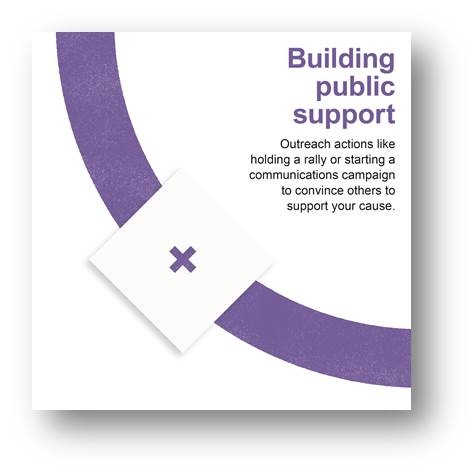 Building
public
support
Outreach actions like
holding a rally or starting a
communications campaign
to convince others to
support your cause.